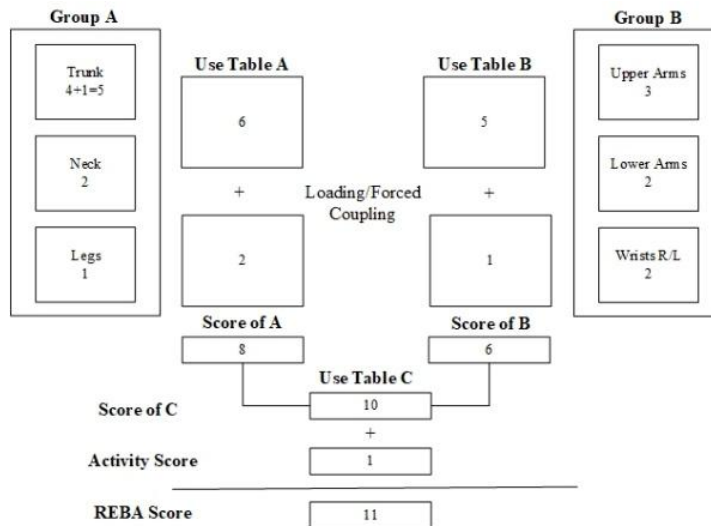 Group A
Group B
Trunk
4+1=5
Neck
2
Legs
1
Use Table A
Use Table B
6
5
+
Loading/Forced
Coupling
+
2
1
Upper Arms
3
Lower Arms
2
Wrists R/L
2
Score of A
Score of B
8
6
Use Table C
Score of C
10
+
Activity Score
1
REBA Score
11